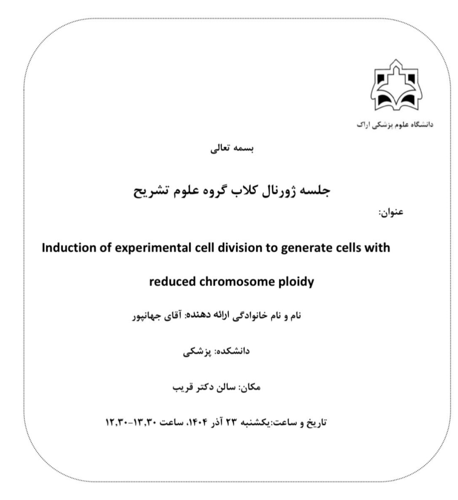 دانشگاه علوم پزشکی اراک
بسمه تعالی
جلسه ژورنال کلاب گروه علوم تشریح
عنوان:
Induction of experimental cell division to generate cells with
reduced chromosome ploidy
نام و نام خانوادگی ارائه دهنده: آقای جهانپور
دانشکده: پزشکی
مکان: سالن دکتر قریب
تاریخ و ساعت:یکشنبه ۲۳ آذر ۱۴۰۴، ساعت ۱۳,۳۰-۱۲,۳۰